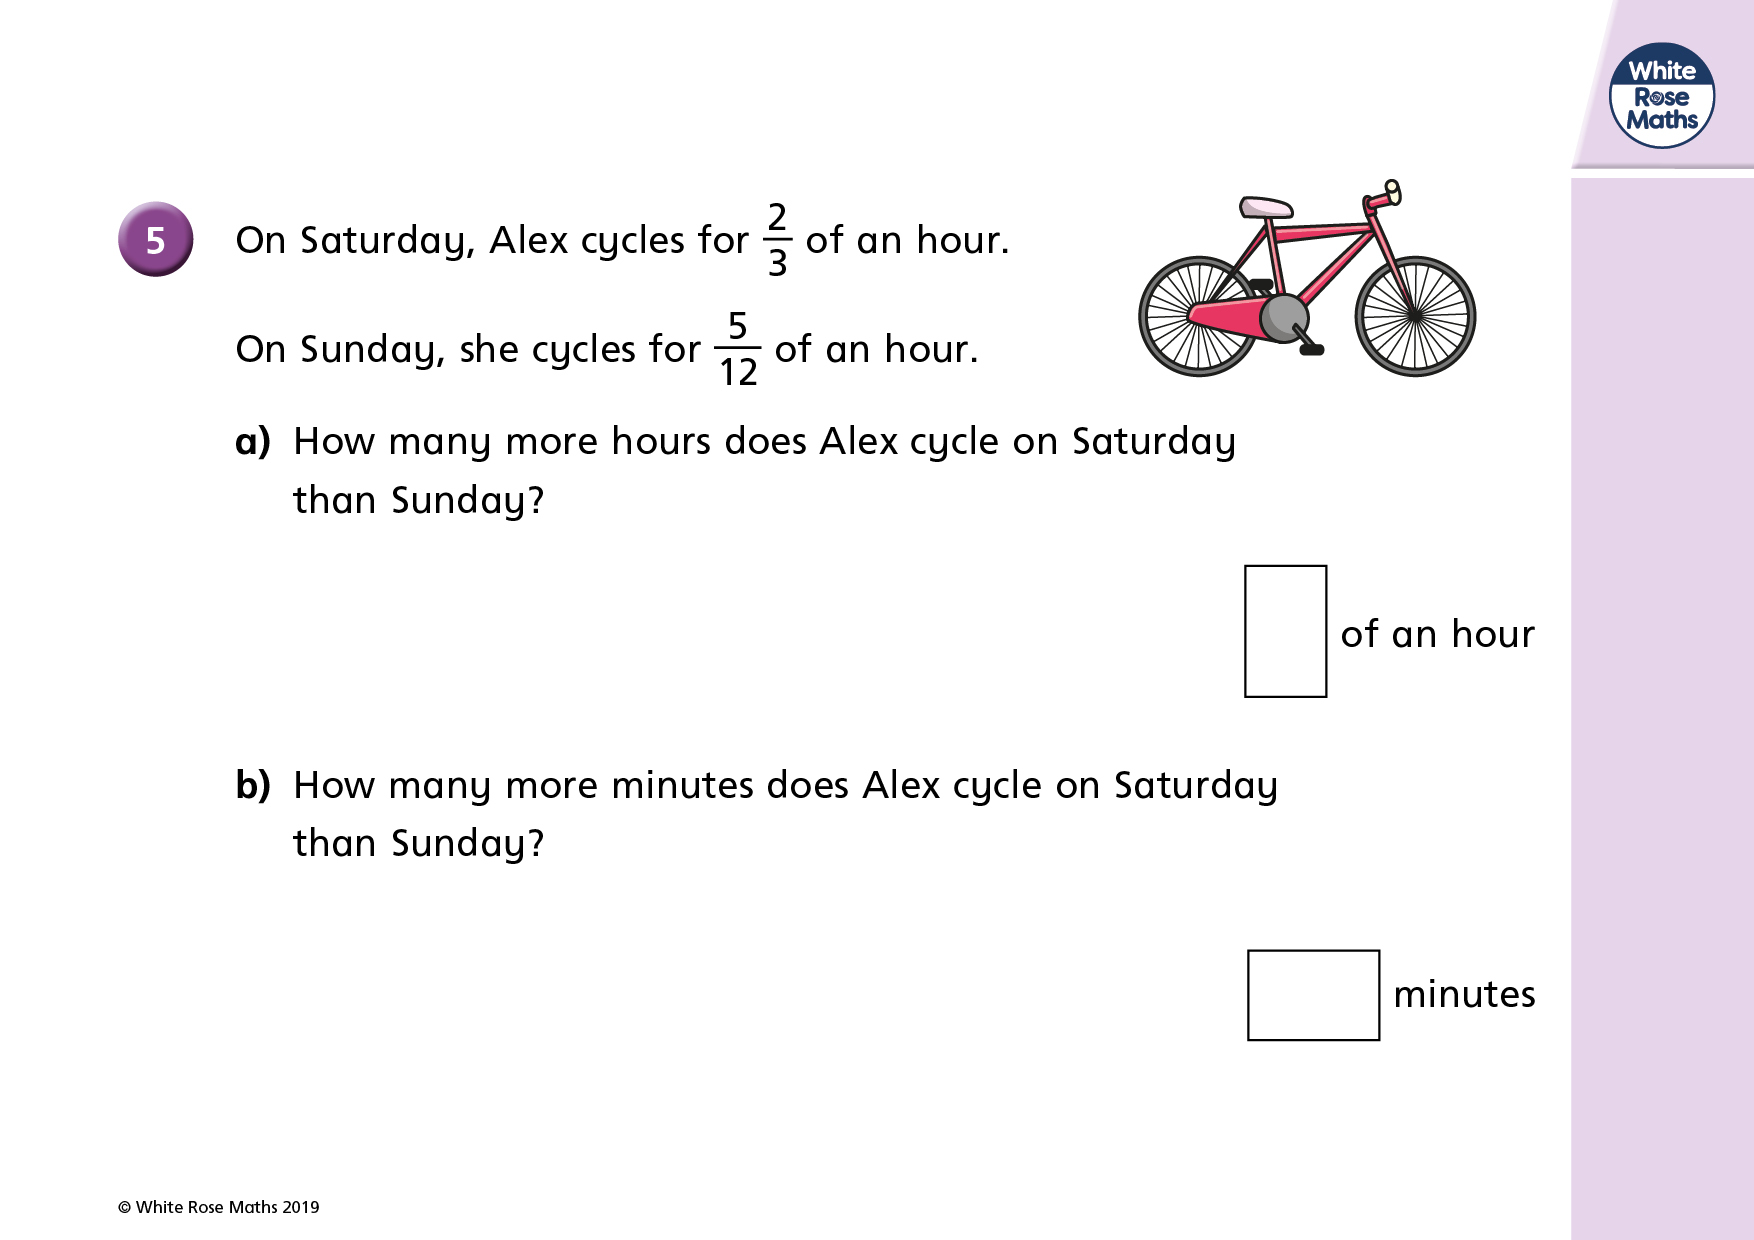 White
Rose
Maths
5 On Saturday, Alex cycles for 2/3 of an hour.
On Sunday, she cycles for 5/12 of an hour.
a) How many more hours does Alex cycle on Saturday
than Sunday?
of an hour
b) How many more minutes does Alex cycle on Saturday
than Sunday?
minutes
© White Rose Maths 2019